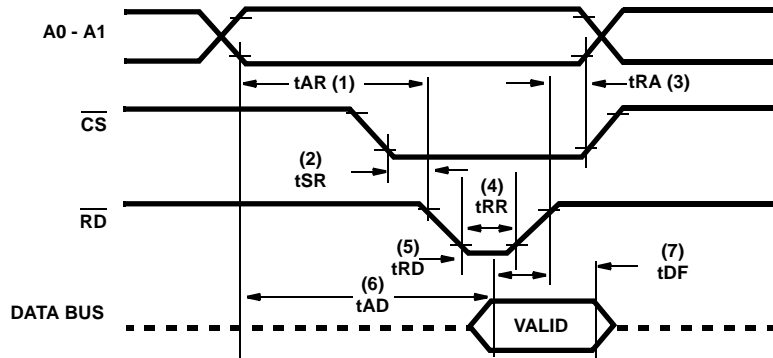 A0 - A1
tAR (1)
tRA (3)
CS
(2)
tSR
(4)
tRR
RD
(5)
tRD
(7)
tDF
(6)
tAD
DATA BUS
VALID